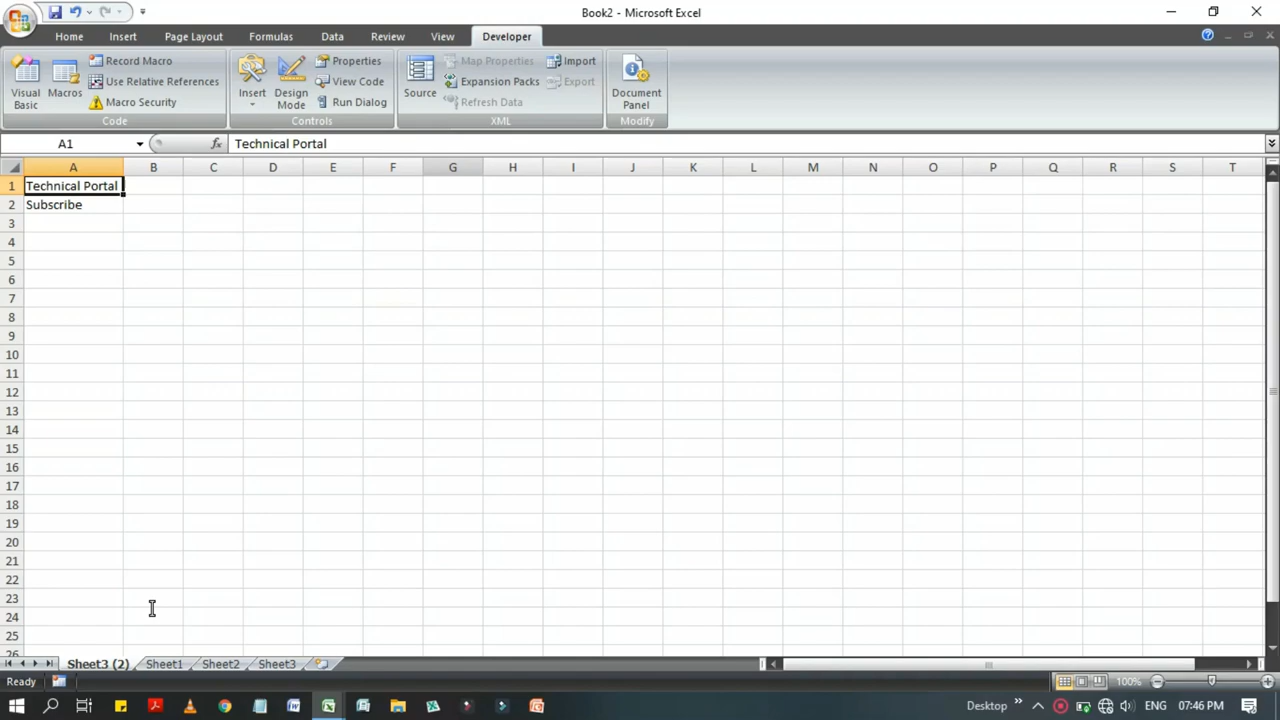 Book2 - Microsoft Excel
Home Insert Page Layout Formulas Data Review View Developer
Visual Basic
Macros
Record Macro
Use Relative References
Macro Security
Code
Insert
Design Mode
Properties
View Code
Run Dialog
Controls
Source
Map Properties
Expansion Packs
Refresh Data
Import
Export
XML
Document Panel
Modify
A1 fx Technical Portal
A B C D E F G H I J K L M N O P Q R S T
1 Technical Portal
2 Subscribe
3
4
5
6
7
8
9
10
11
12
13
14
15
16
17
18
19
20
21
22
23
24
25
26
Sheet3 (2) Sheet1 Sheet2 Sheet3
Ready 100%
Desktop ENG 07:46 PM